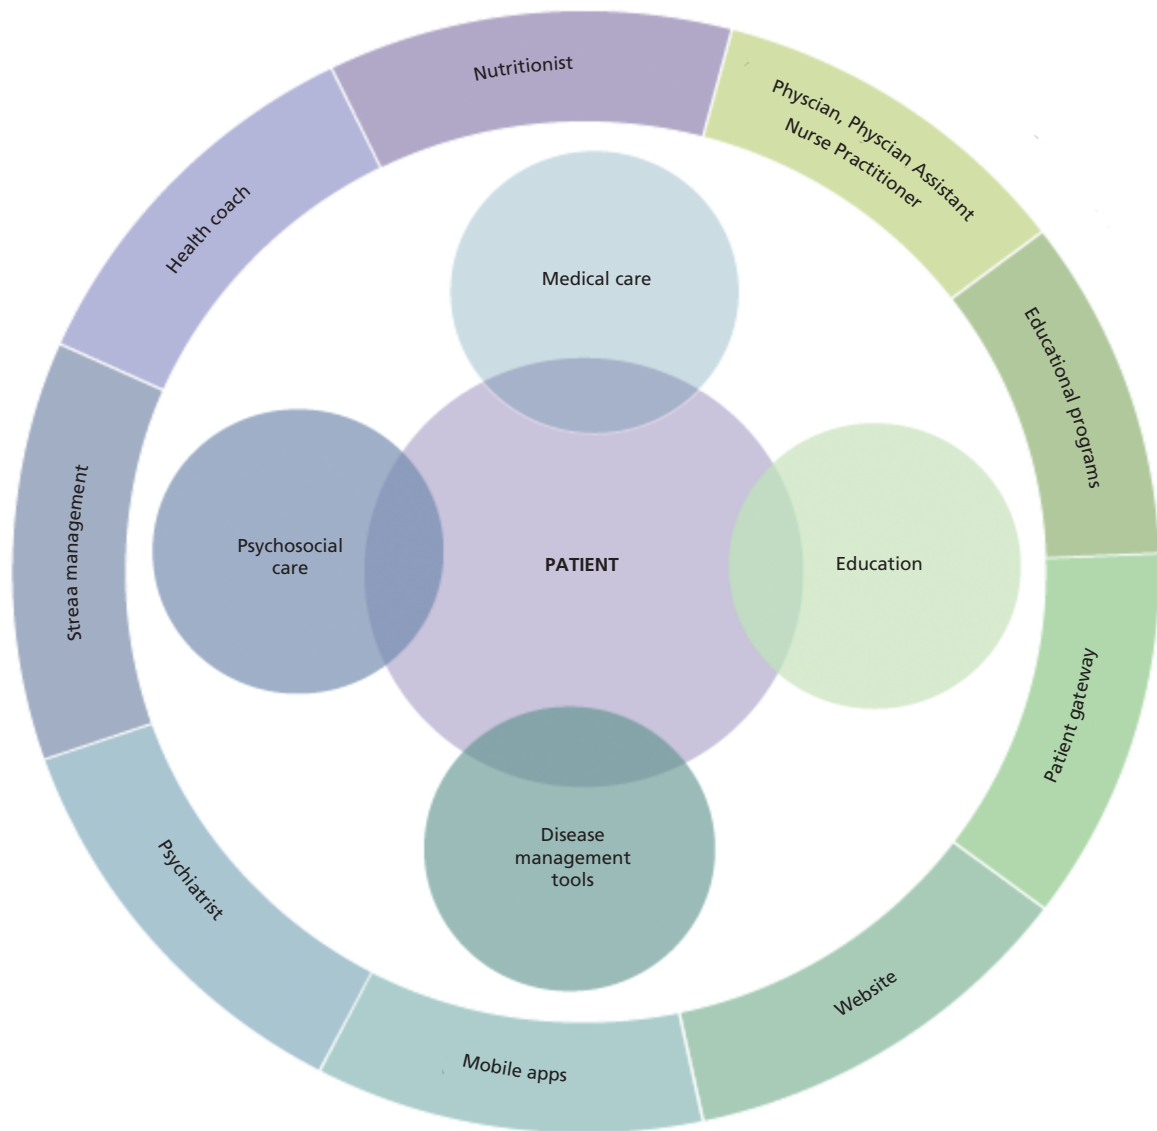 Nutritionist
Physcian, Physcian Assistant
Nurse Practitioner
Educational programs
Patient gateway
Website
Mobile apps
Psychiatrist
Streaa management
Health coach
Medical care
Psychosocial
care
PATIENT
Education
Disease
management
tools